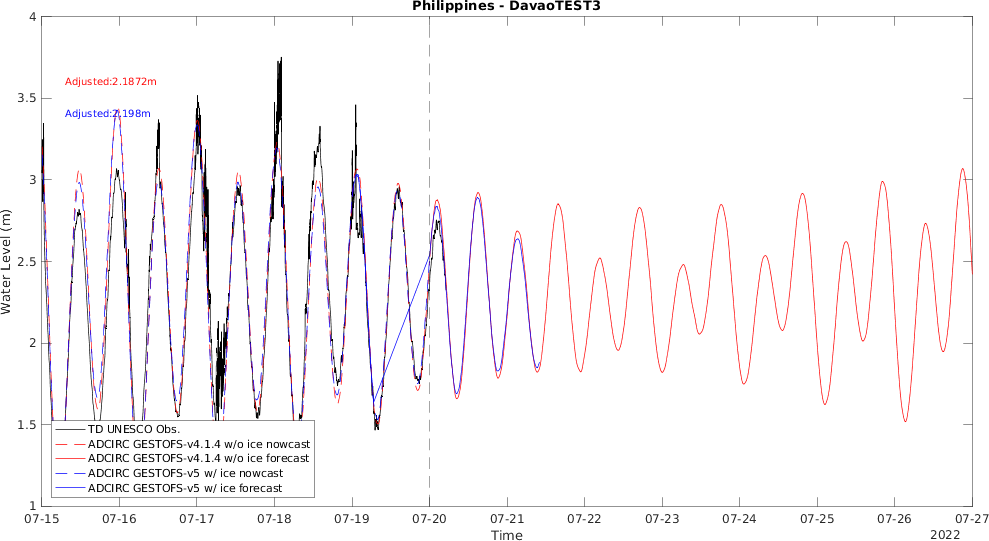 Philippines - DavaoTEST3
Water Level (m)
4
3.5
3
2.5
2
1.5
1
Adjusted:2.1872m
Adjusted:2.198m
TD UNESCO Obs.
ADCIRC GESTOFS-v4.1.4 w/o ice nowcast
ADCIRC GESTOFS-v4.1.4 w/o ice forecast
ADCIRC GESTOFS-v5 w/ ice nowcast
ADCIRC GESTOFS-v5 w/ ice forecast
07-15 07-16 07-17 07-18 07-19 07-20 07-21 07-22 07-23 07-24 07-25 07-26 07-27
Time
2022